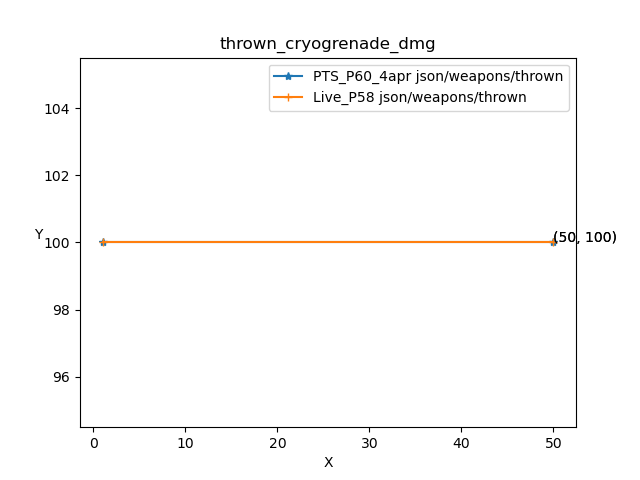 thrown_cryogrenade_dmg
PTS_P60_4apr json/weapons/thrown
Live_P58 json/weapons/thrown
104
102
Y
100
(50, 100)
98
96
0
10
20
30
40
50
X